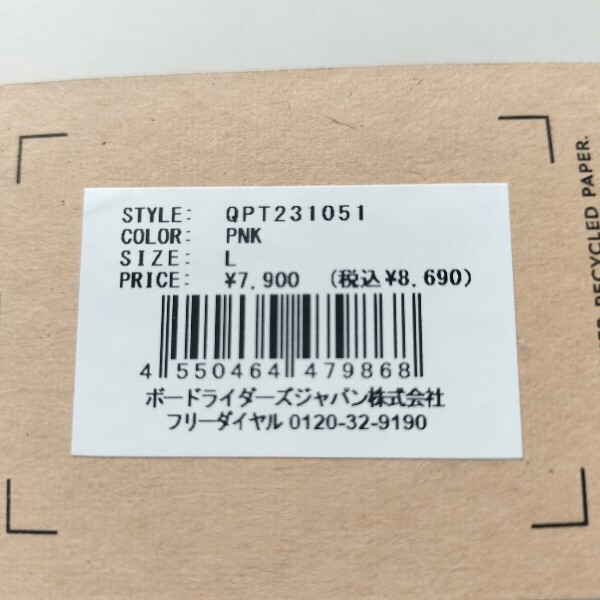 STYLE: QPT231051
COLOR: PNK
SIZE: L
PRICE: ¥7,900 (税込¥8,690)
4 550464 479868
ボードライダーズジャパン株式会社
フリーダイヤル 0120-32-9190
RECYCLED PAPER.